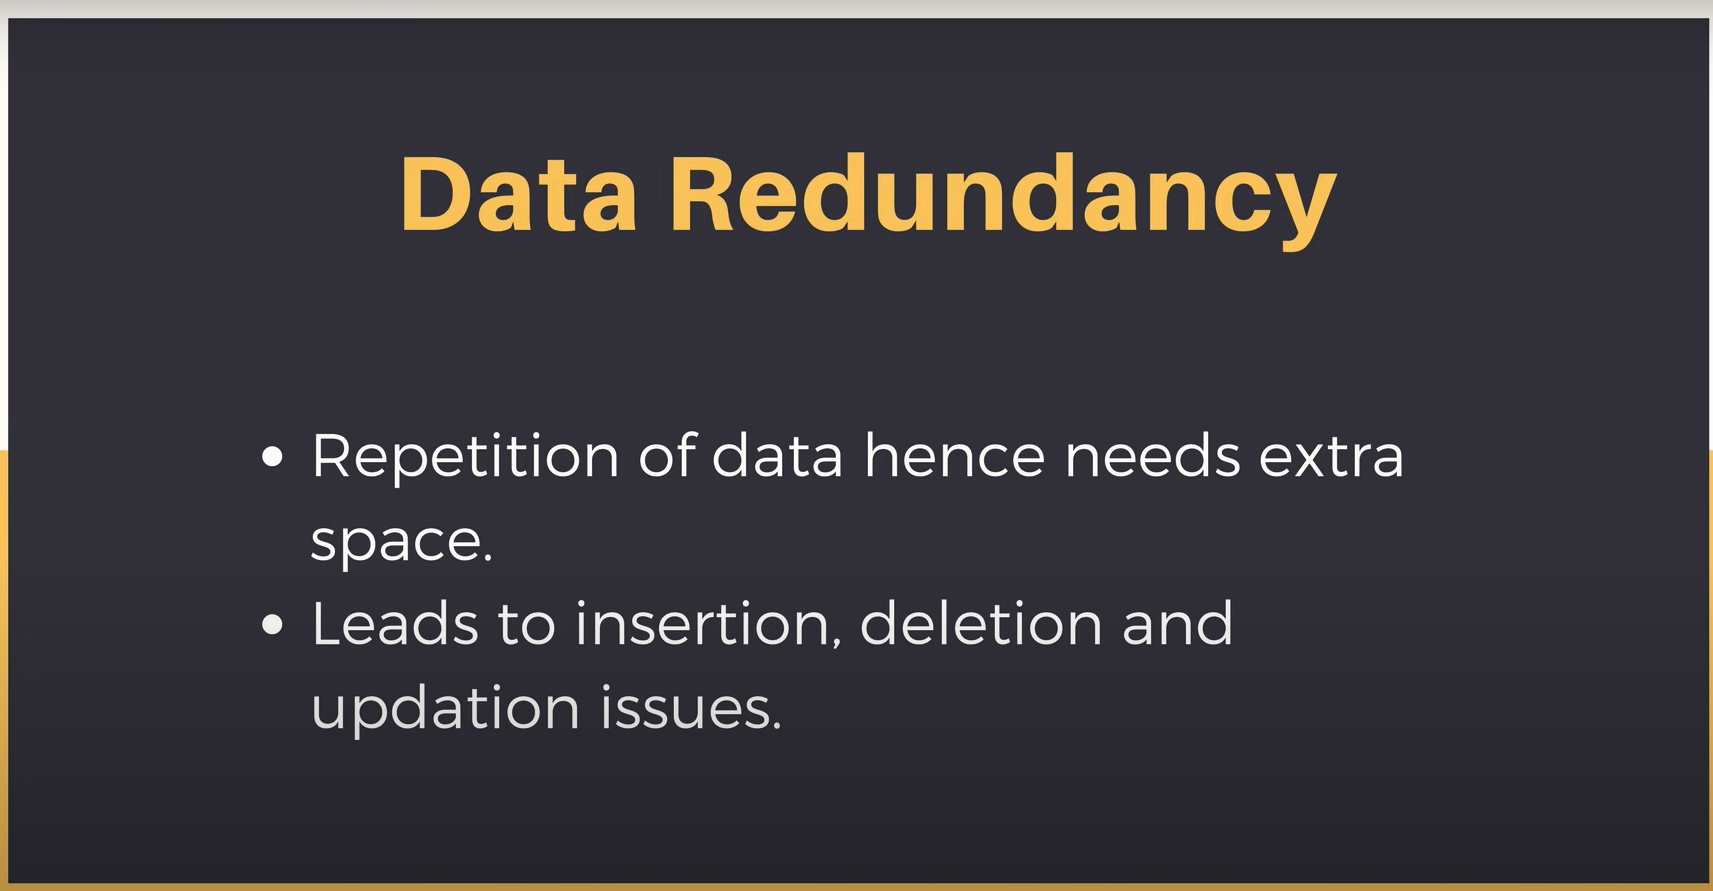 Data Redundancy
• Repetition of data hence needs extra
space.
• Leads to insertion, deletion and
updation issues.